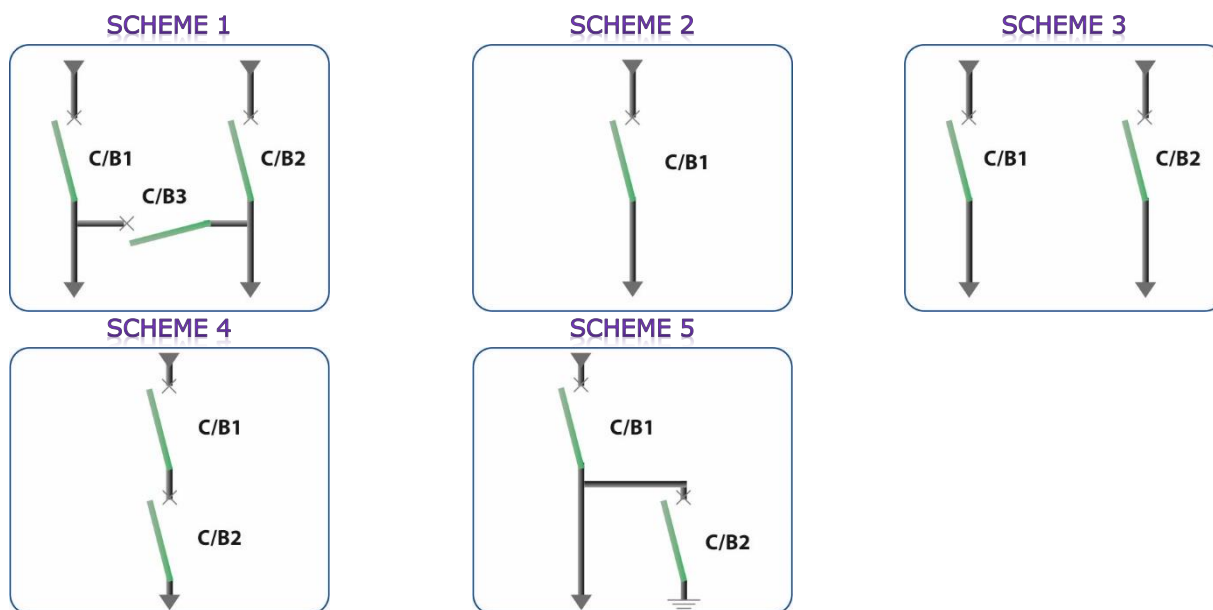 SCHEME 1
C/B1
C/B2
C/B3
SCHEME 2
C/B1
SCHEME 3
C/B1
C/B2
SCHEME 4
C/B1
C/B2
SCHEME 5
C/B1
C/B2